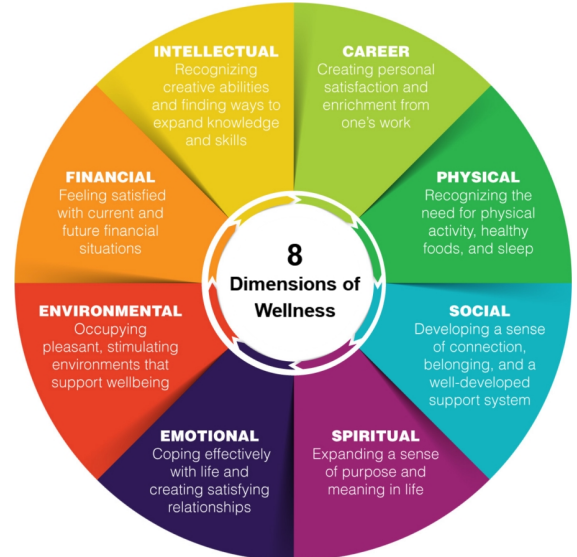 INTELLECTUAL
Recognizing
creative abilities
and finding ways to
expand knowledge
and skills
CAREER
Creating personal
satisfaction and
enrichment from
one's work
FINANCIAL
Feeling satisfied
with current and
future financial
situations
PHYSICAL
Recognizing the
need for physical
activity, healthy
foods, and sleep
8
Dimensions of
Wellness
ENVIRONMENTAL
Occupying
pleasant, stimulating
environments that
support wellbeing
SOCIAL
Developing a sense
of connection,
belonging, and a
well-developed
support system
EMOTIONAL
Coping effectively
with life and
creating satisfying
relationships
SPIRITUAL
Expanding a sense
of purpose and
meaning in life